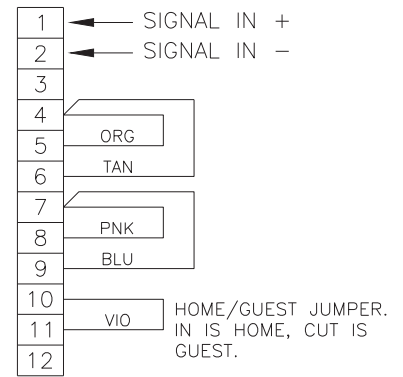 1 SIGNAL IN +
2 SIGNAL IN −
3
4
5 ORG
6 TAN
7
8 PNK
9 BLU
10
11 VIO
12
HOME/GUEST JUMPER.
IN IS HOME, CUT IS
GUEST.